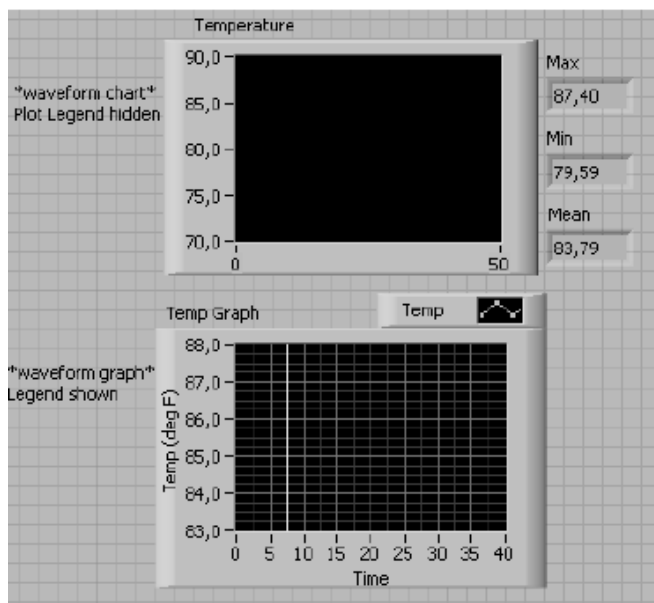 Temperature
*waveform chart*
Plot Legend hidden
90,0
85,0
80,0
75,0
70,0
0 50
Max
87,40
Min
79,59
Mean
83,79
Temp Graph
Temp
*waveform graph*
Legend shown
Temp (deg F)
88,0
87,0
86,0
85,0
84,0
83,0
0 5 10 15 20 25 30 35 40
Time